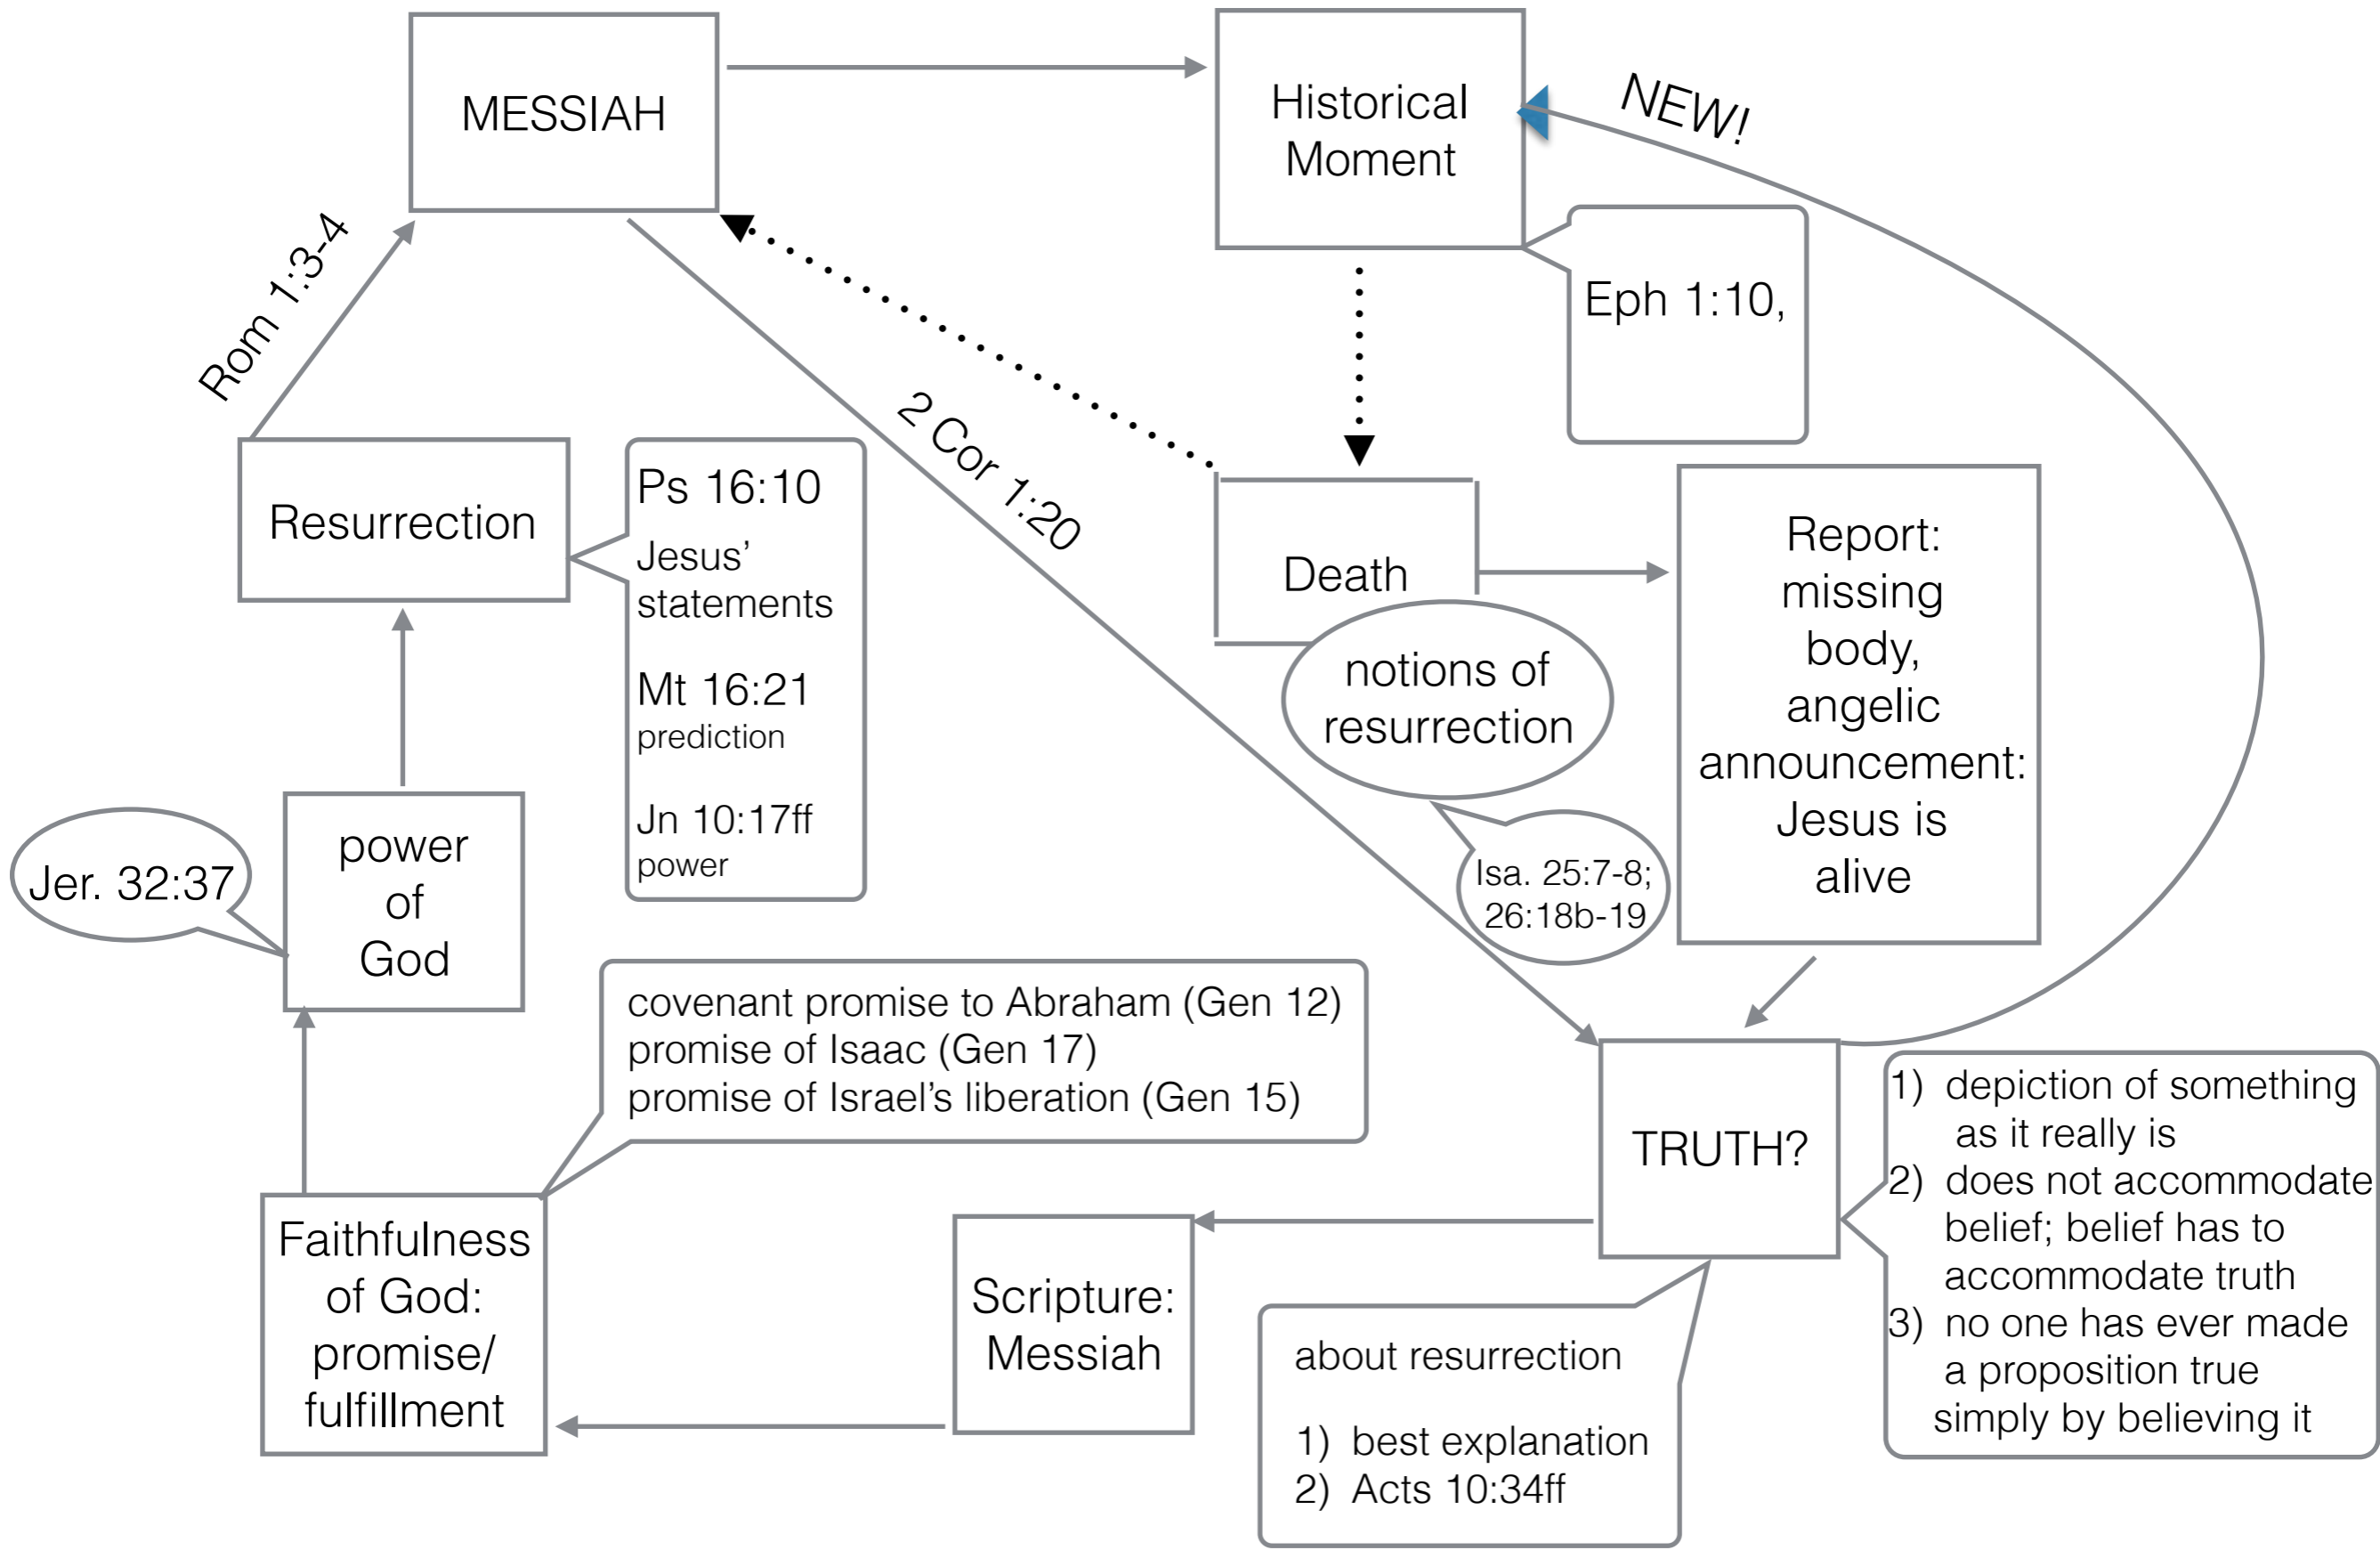 MESSIAH
Historical
Moment
NEW!
Eph 1:10,
Rom 1:3-4
2 Cor 1:20
Resurrection
Ps 16:10
Jesus’
statements
Mt 16:21
prediction
Jn 10:17ff
power
Death
notions of
resurrection
Isa. 25:7-8;
26:18b-19
Report:
missing
body,
angelic
announcement:
Jesus is
alive
Jer. 32:37
power
of
God
covenant promise to Abraham (Gen 12)
promise of Isaac (Gen 17)
promise of Israel’s liberation (Gen 15)
Faithfulness
of God:
promise/
fulfillment
Scripture:
Messiah
TRUTH?
1) depiction of something
as it really is
2) does not accommodate
belief; belief has to
accommodate truth
3) no one has ever made
a proposition true
simply by believing it
about resurrection
1) best explanation
2) Acts 10:34ff